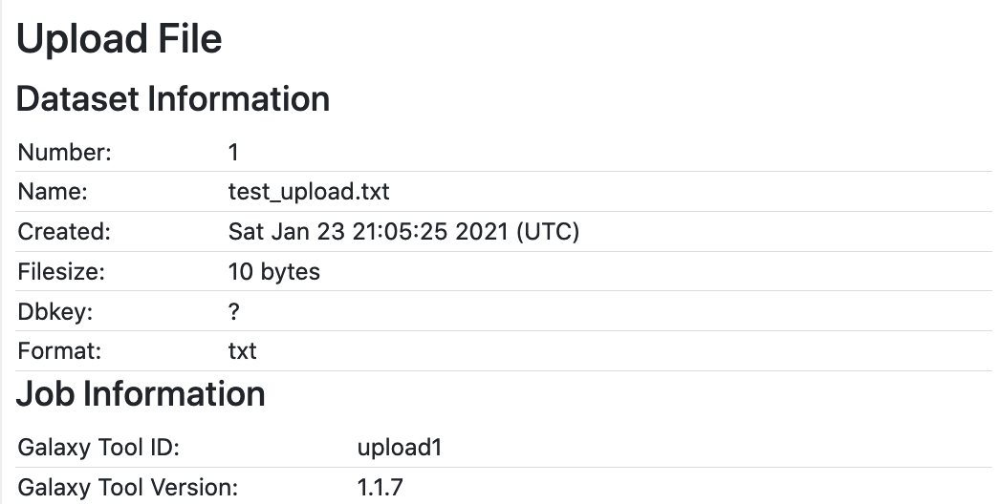 Upload File
Dataset Information
Number: 1
Name: test_upload.txt
Created: Sat Jan 23 21:05:25 2021 (UTC)
Filesize: 10 bytes
Dbkey: ?
Format: txt
Job Information
Galaxy Tool ID: upload1
Galaxy Tool Version: 1.1.7